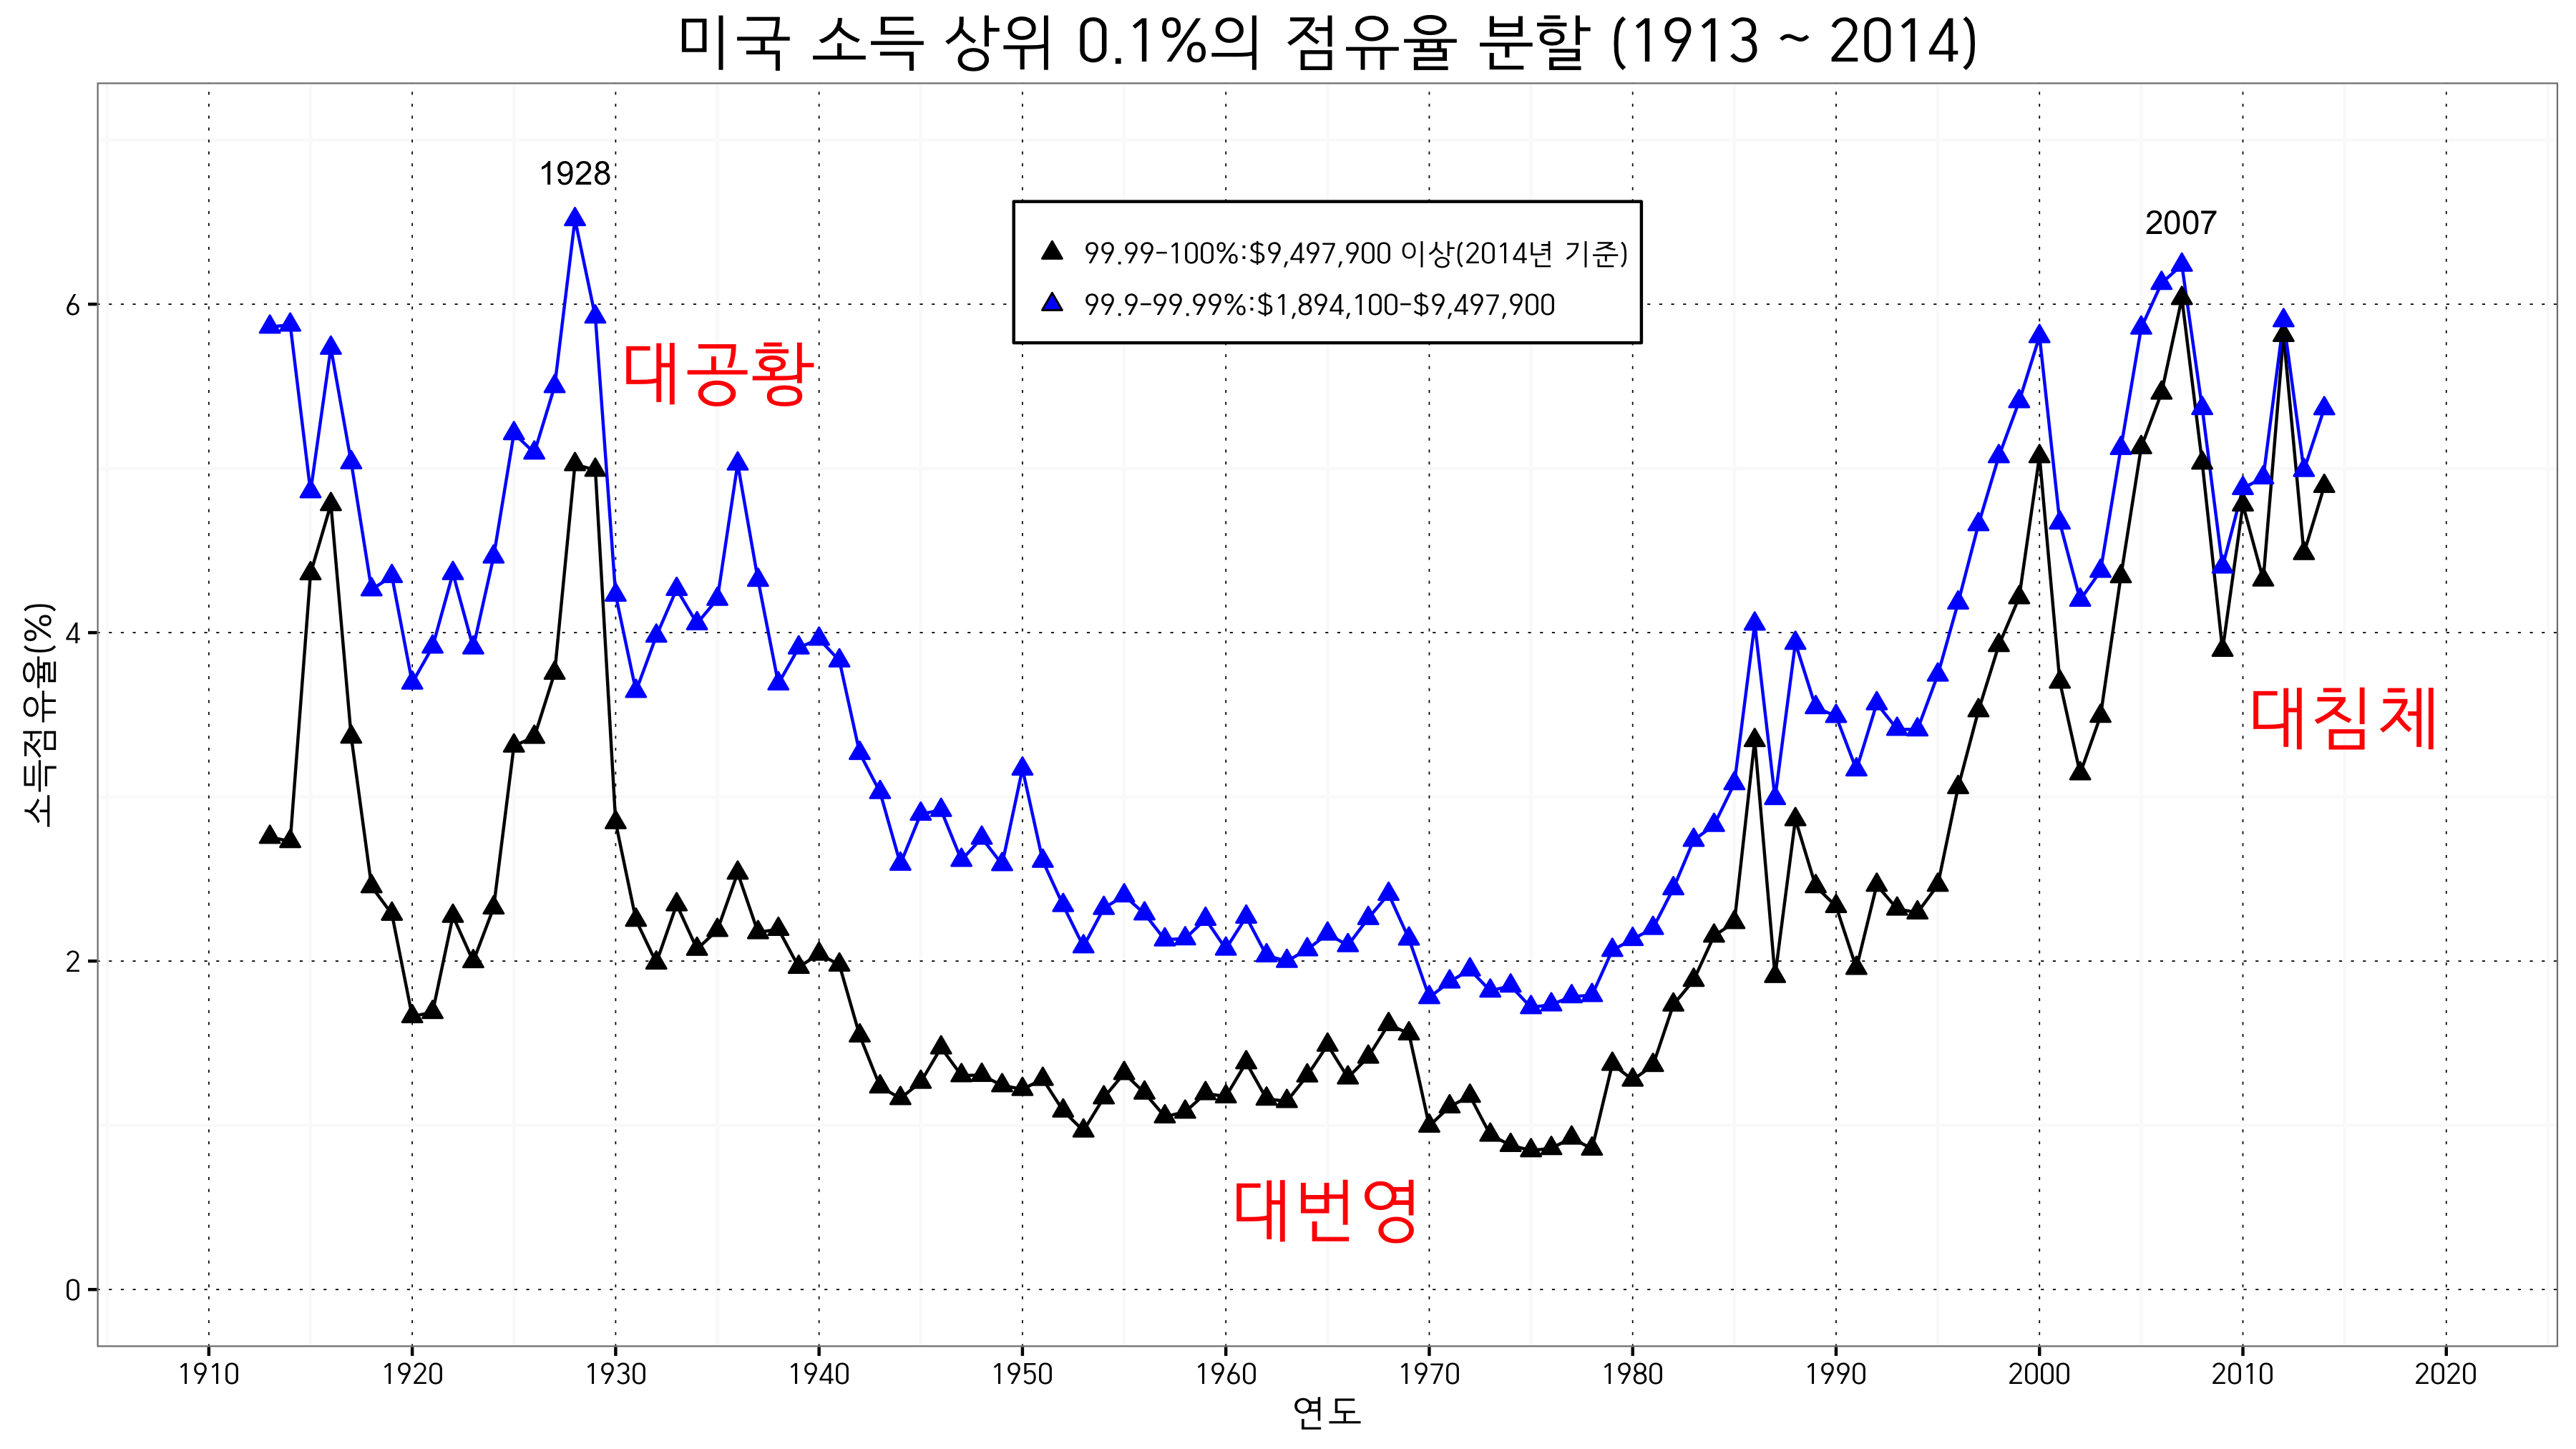 미국 소득 상위 0.1%의 점유율 분할 (1913 ~ 2014)
1928
2007
99.99-100%:$9,497,900 이상(2014년 기준)
99.9-99.99%:$1,894,100-$9,497,900
대공황
대침체
대번영
소득점유율(%)
6
4
2
0
1910 1920 1930 1940 1950 1960 1970 1980 1990 2000 2010 2020
연도